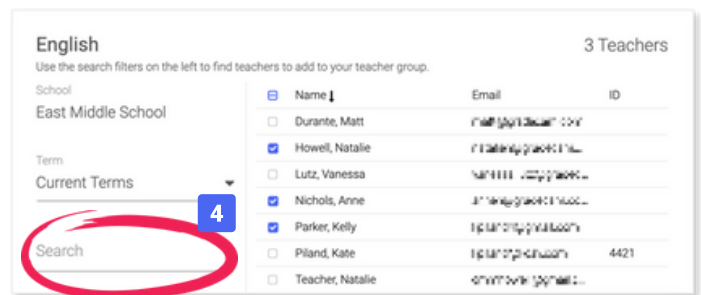 English
3 Teachers
Use the search filters on the left to find teachers to add to your teacher group.
School
East Middle School
Term
Current Terms
4
Search
Name Email ID
Durante, Matt
Howell, Natalie
Lutz, Vanessa
Nichols, Anne
Parker, Kelly
Piland, Kate 4421
Teacher, Natalie